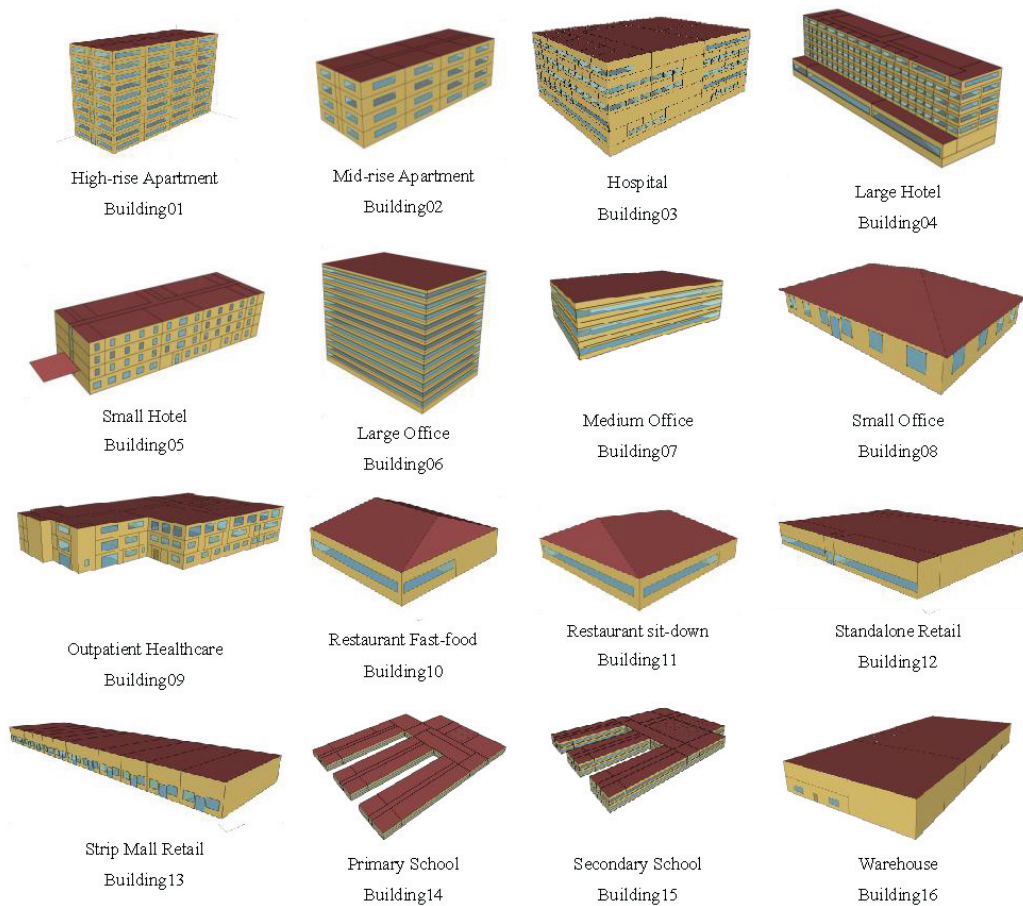 High-rise Apartment
Building01
Mid-rise Apartment
Building02
Hospital
Building03
Large Hotel
Building04
Small Hotel
Building05
Large Office
Building06
Medium Office
Building07
Small Office
Building08
Outpatient Healthcare
Building09
Restaurant Fast-food
Building10
Restaurant sit-down
Building11
Standalone Retail
Building12
Strip Mall Retail
Building13
Primary School
Building14
Secondary School
Building15
Warehouse
Building16